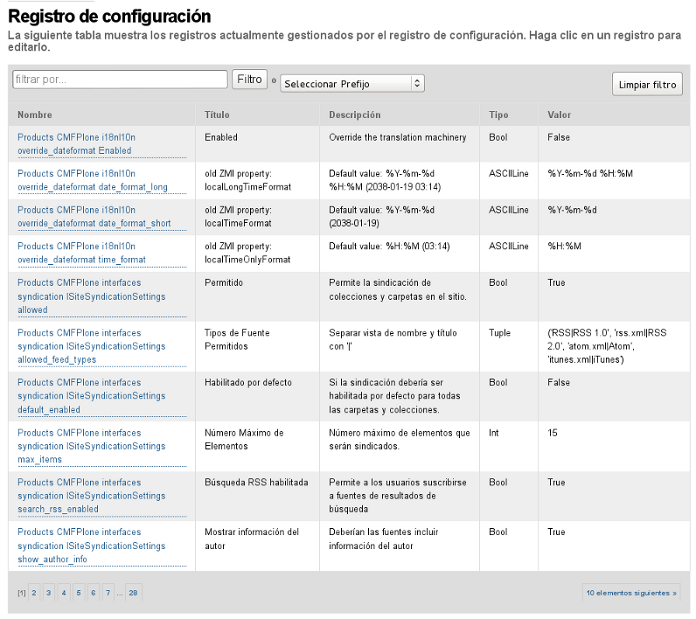 Registro de configuración
La siguiente tabla muestra los registros actualmente gestionados por el registro de configuración. Haga clic en un registro para
editarlo.
filtrar por... Filtro o Seleccionar Prefijo Limpiar filtro
Nombre Título Descripción Tipo Valor
Products CMFPlone i18nl10n
override_dateformat Enabled
Enabled
Override the translation machinery
Bool
False
Products CMFPlone i18nl10n
override_dateformat date_format_long
old ZMI property:
localLongTimeFormat
Default value: %Y-%m-%d
%H:%M (2038-01-19 03:14)
ASCIILine
%Y-%m-%d %H:%M
Products CMFPlone i18nl10n
override_dateformat date_format_short
old ZMI property:
localTimeFormat
Default value: %Y-%m-%d
(2038-01-19)
ASCIILine
%Y-%m-%d
Products CMFPlone i18nl10n
override_dateformat time_format
old ZMI property:
localTimeOnlyFormat
Default value: %H:%M (03:14)
ASCIILine
%H:%M
Products CMFPlone interfaces
syndication ISiteSyndicationSettings
allowed
Permitido
Permite la sindicación de
colecciones y carpetas en el sitio.
Bool
True
Products CMFPlone interfaces
syndication ISiteSyndicationSettings
allowed_feed_types
Tipos de Fuente
Permitidos
Separar vista de nombre y título
con '|'
Tuple
('RSS|RSS 1.0', 'rss.xml|RSS
2.0', 'atom.xml|Atom',
'itunes.xml|iTunes')
Products CMFPlone interfaces
syndication ISiteSyndicationSettings
default_enabled
Habilitado por defecto
Si la sindicación debería ser
habilitada por defecto para todas
las carpetas y colecciones.
Bool
False
Products CMFPlone interfaces
syndication ISiteSyndicationSettings
max_items
Número Máximo de
Elementos
Número máximo de elementos que
serán sindicados.
Int
15
Products CMFPlone interfaces
syndication ISiteSyndicationSettings
search_rss_enabled
Búsqueda RSS habilitada
Permite a los usuarios suscribirse
a fuentes de resultados de
búsqueda
Bool
True
Products CMFPlone interfaces
syndication ISiteSyndicationSettings
show_author_info
Mostrar información del
autor
Deberían las fuentes incluir
información del autor
Bool
True
[1] 2 3 4 5 6 7 ... 28 10 elementos siguientes »